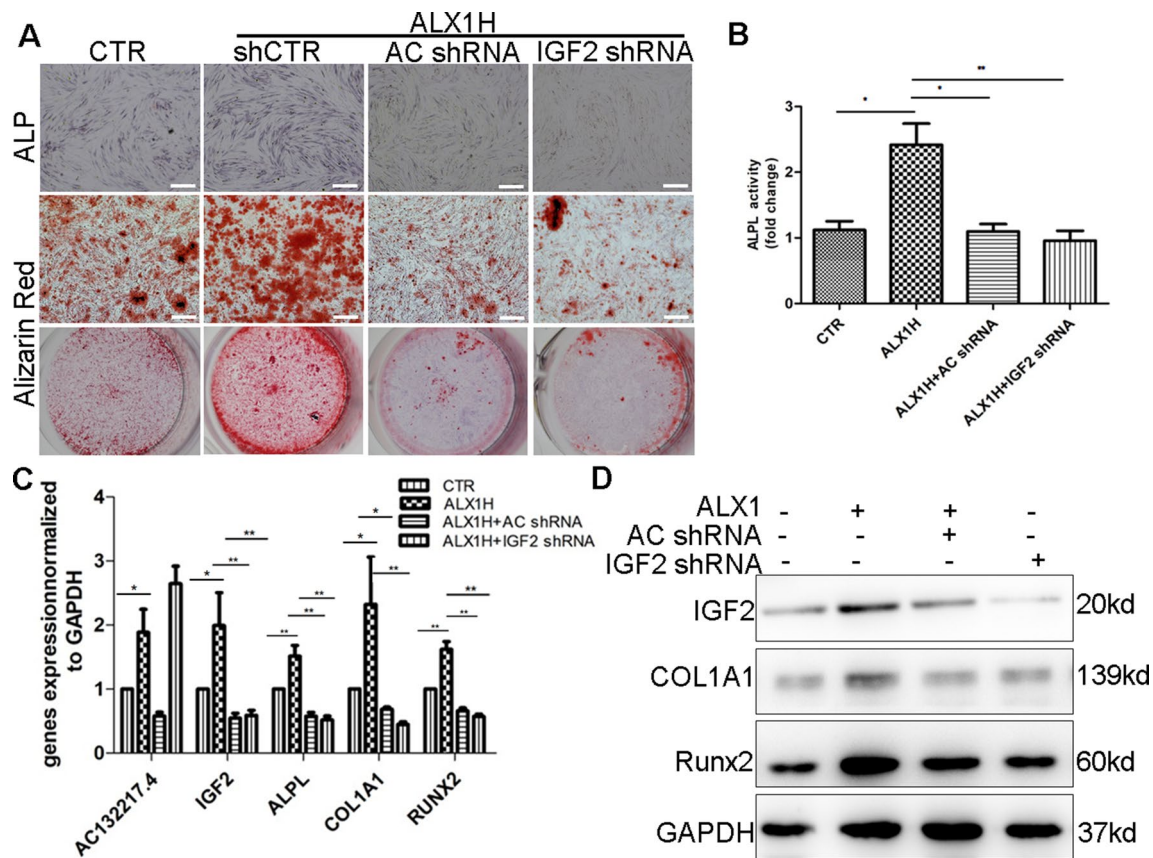 A
ALX1H
CTR
shCTR
AC shRNA
IGF2 shRNA
ALP
Alizarin Red
B
ALPL activity
(fold change)
3
2
1
0
*
*
**
CTR
ALX1H
ALX1H+AC shRNA
ALX1H+IGF2 shRNA
C
genes expressionnormalized
to GAPDH
4
3
2
1
0
CTR
ALX1H
ALX1H+AC shRNA
ALX1H+IGF2 shRNA
*
*
**
**
**
**
**
*
*
**
**
**
**
AC132217.4
IGF2
ALPL
COL1A1
RUNX2
D
ALX1 - + + -
AC shRNA - - + -
IGF2 shRNA - - - +
IGF2 20kd
COL1A1 139kd
Runx2 60kd
GAPDH 37kd